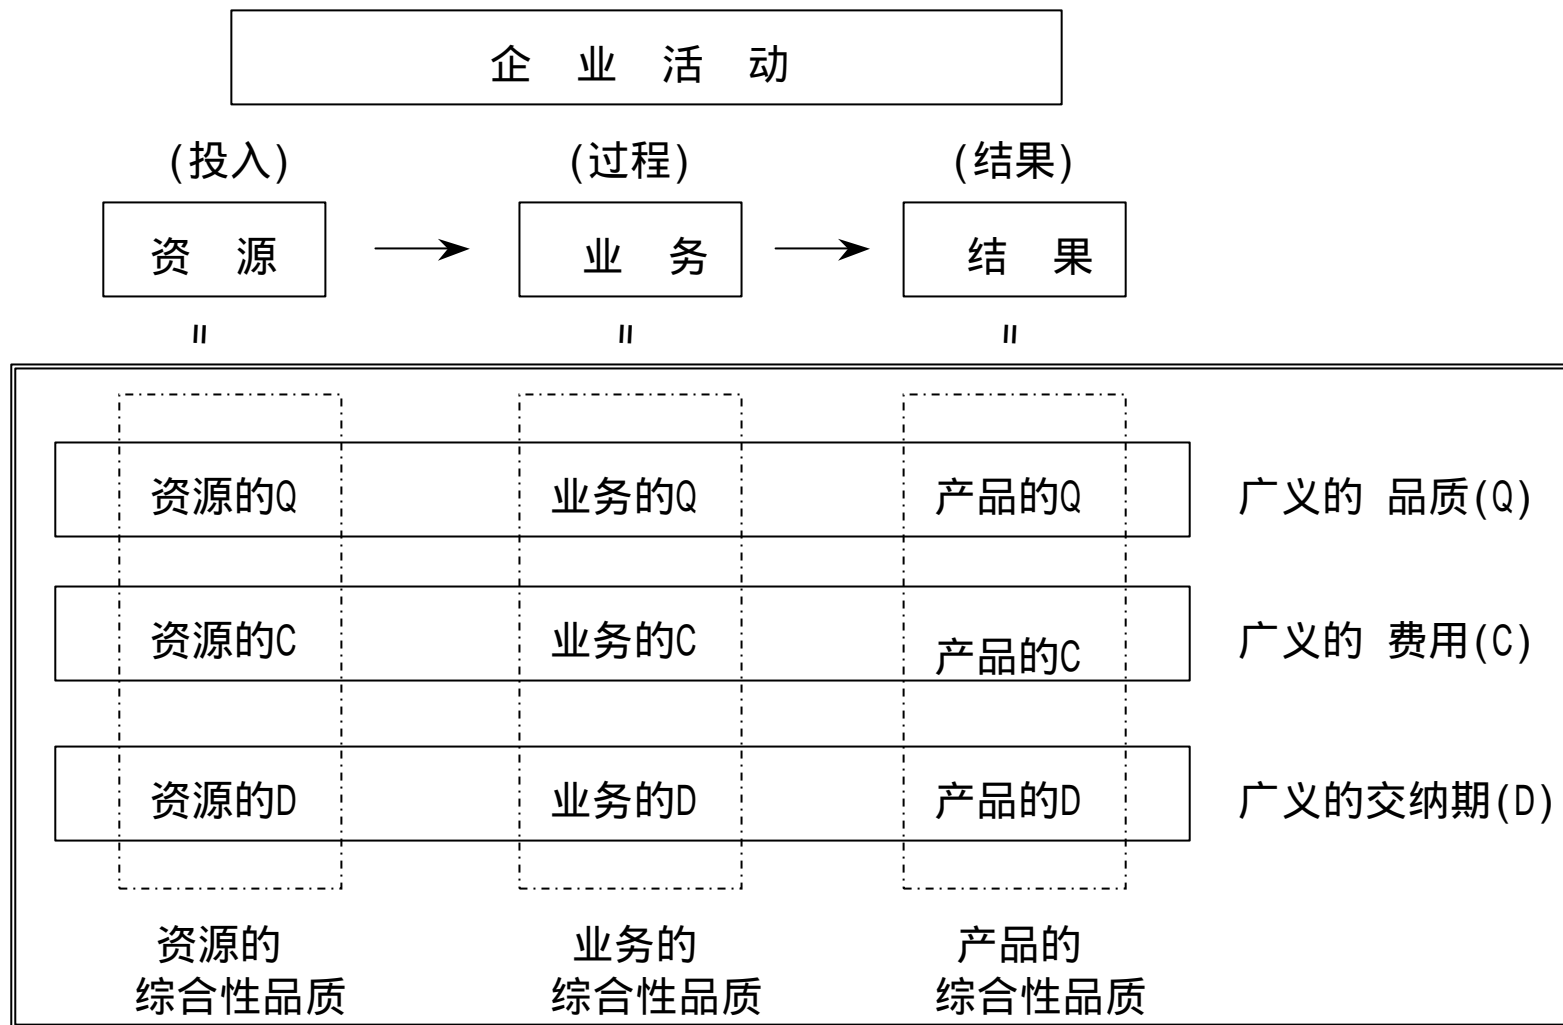 企 业 活 动
(投入) (过程) (结果)
资 源 → 业 务 → 结 果
= = =
资源的Q 业务的Q 产品的Q 广义的 品质(Q)
资源的C 业务的C 产品的C 广义的 费用(C)
资源的D 业务的D 产品的D 广义的交纳期(D)
资源的 业务的 产品的
综合性品质 综合性品质 综合性品质